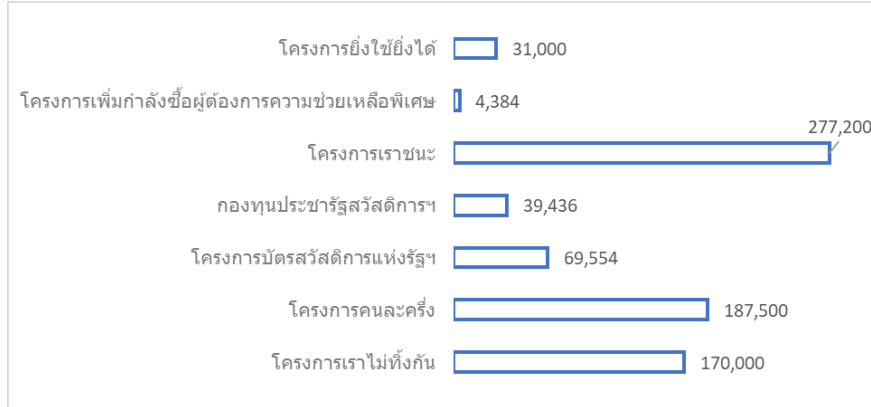 โครงการยิ่งใช้ยิ่งได้ 31,000
โครงการเพิ่มกำลังซื้อผู้ต้องการความช่วยเหลือพิเศษ 4,384
โครงการเราชนะ 277,200
กองทุนประชารัฐสวัสดิการฯ 39,436
โครงการบัตรสวัสดิการแห่งรัฐฯ 69,554
โครงการคนละครึ่ง 187,500
โครงการเราไม่ทิ้งกัน 170,000